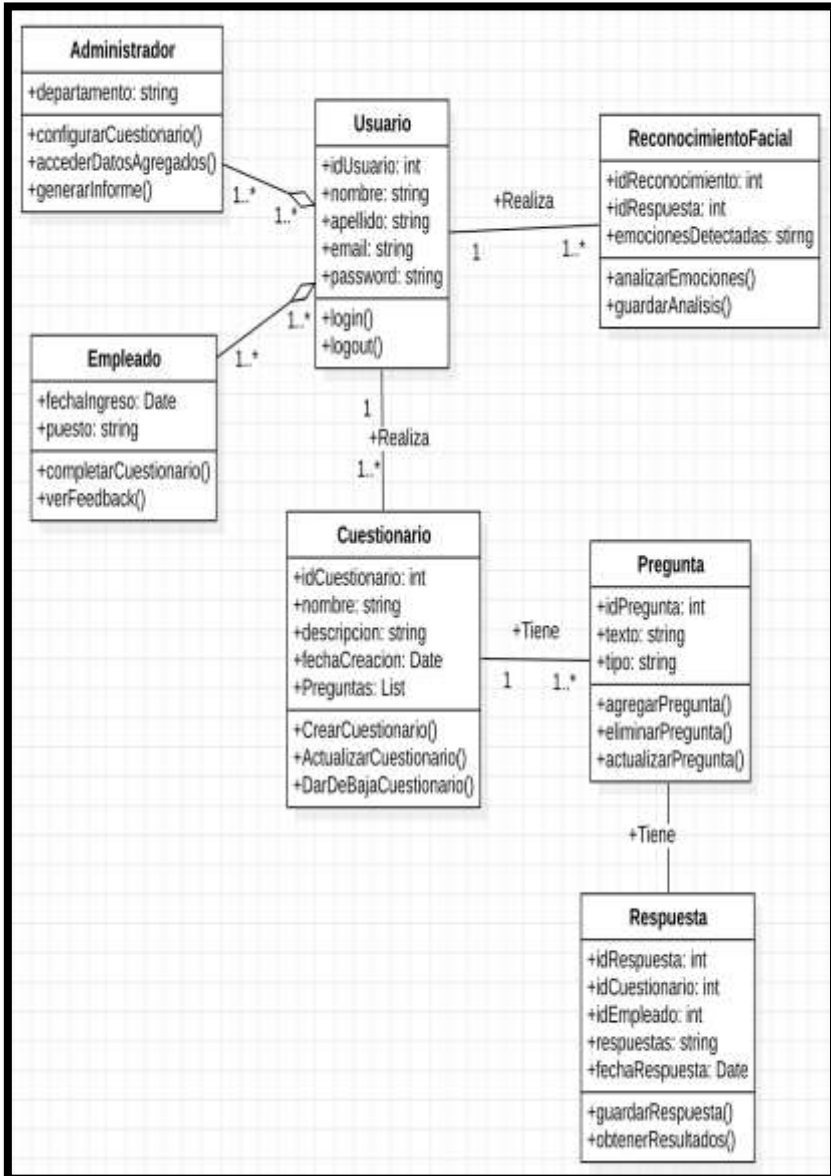 Administrador
+departamento: string
+configurarCuestionario()
+accederDatosAgregados()
+generarInforme()
1..*
1..*
Usuario
+idUsuario: int
+nombre: string
+apellido: string
+email: string
+password: string
+login()
+logout()
+Realiza
1
1..*
ReconocimientoFacial
+idReconocimiento: int
+idRespuesta: int
+emocionesDetectadas: stirng
+analizarEmociones()
+guardarAnalisis()
1..*
1..*
Empleado
+fechaIngreso: Date
+puesto: string
+completarCuestionario()
+verFeedback()
1
+Realiza
1..*
Cuestionario
+idCuestionario: int
+nombre: string
+descripcion: string
+fechaCreacion: Date
+Preguntas: List
+CrearCuestionario()
+ActualizarCuestionario()
+DarDeBajaCuestionario()
+Tiene
1
1..*
Pregunta
+idPregunta: int
+texto: string
+tipo: string
+agregarPregunta()
+eliminarPregunta()
+actualizarPregunta()
+Tiene
Respuesta
+idRespuesta: int
+idCuestionario: int
+idEmpleado: int
+respuestas: string
+fechaRespuesta: Date
+guardarRespuesta()
+obtenerResultados()